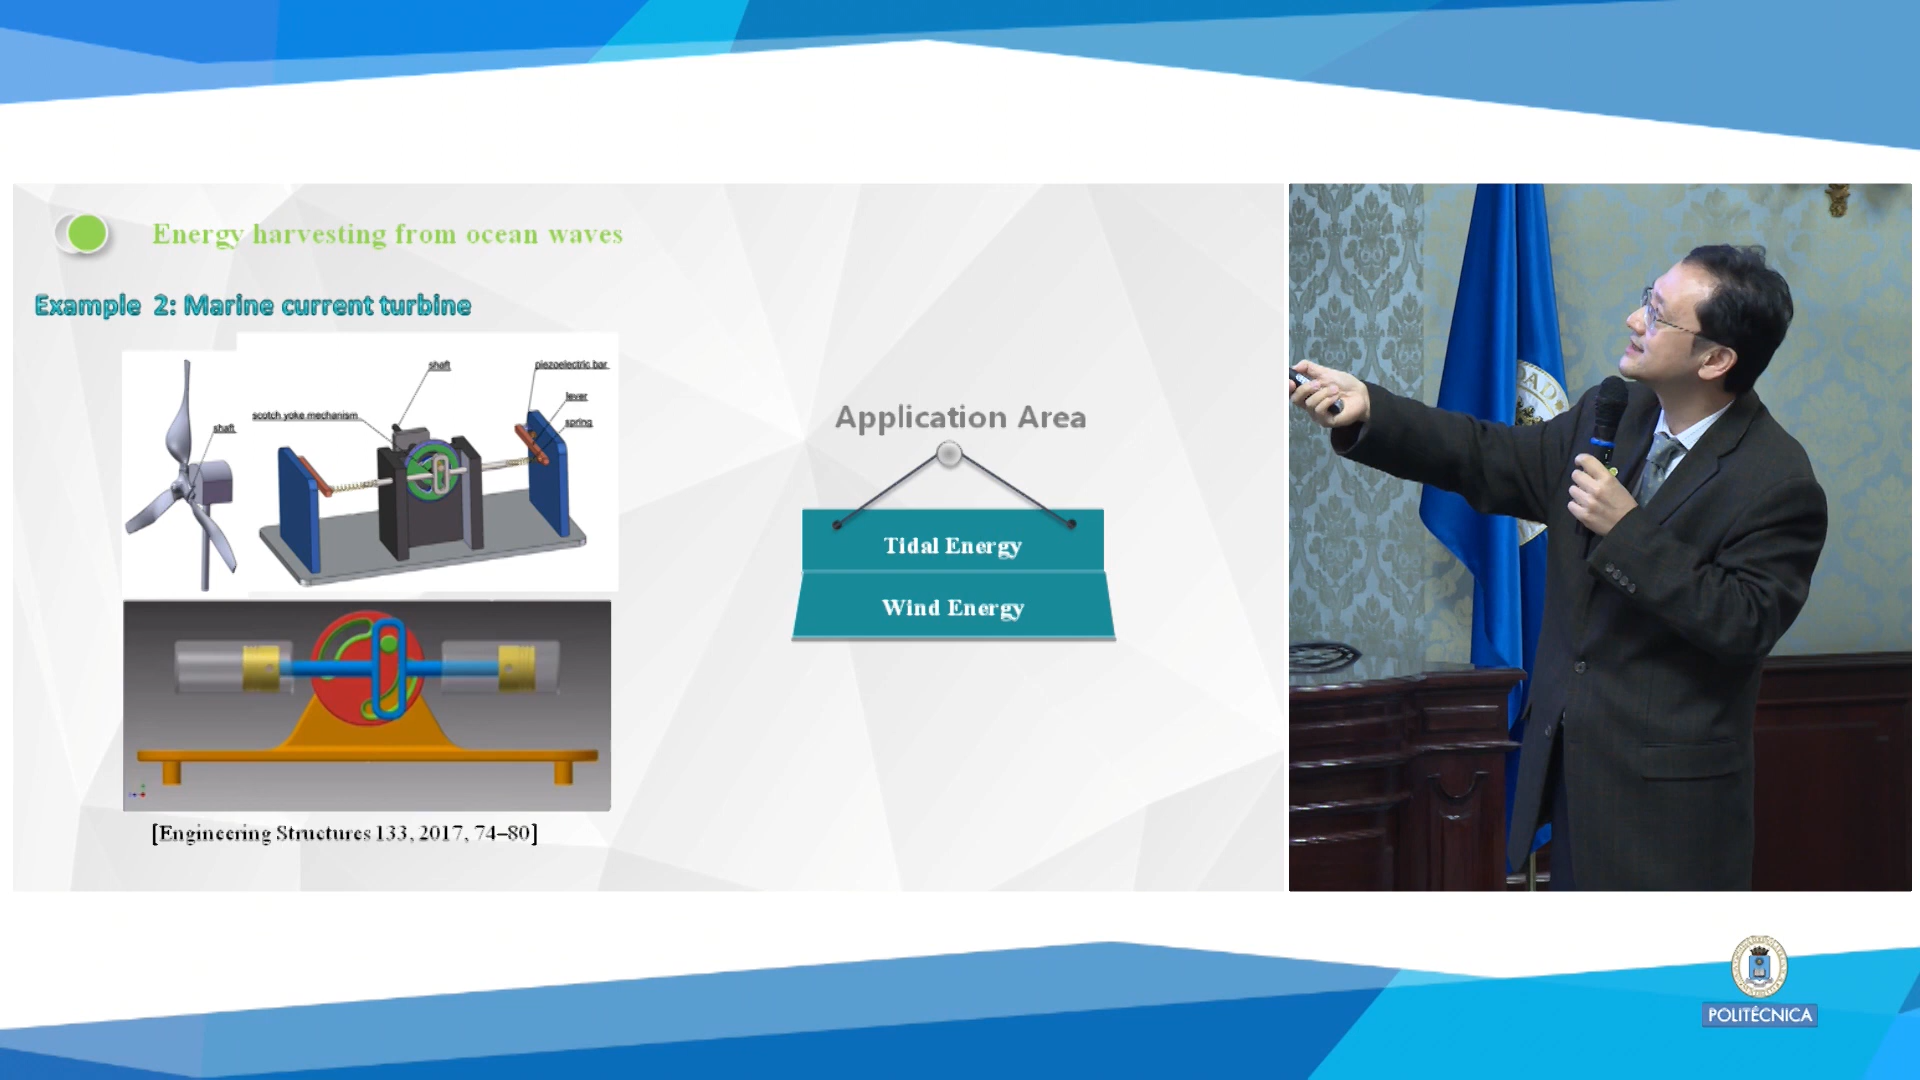 Energy harvesting from ocean waves
Example 2: Marine current turbine
shaft
piezoelectric bar
lever
scotch yoke mechanism
spring
shaft
Application Area
Tidal Energy
Wind Energy
[Engineering Structures 133, 2017, 74–80]
AD
POLITÉCNICA